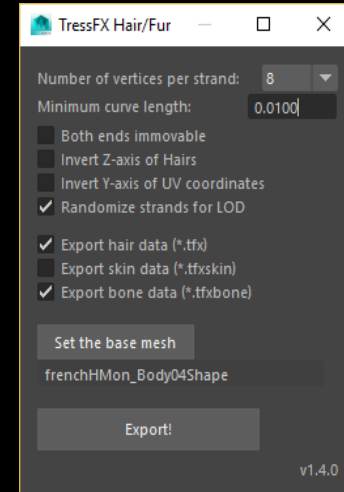 TressFX Hair/Fur
Number of vertices per strand: 8
Minimum curve length: 0.0100
Both ends immovable
Invert Z-axis of Hairs
Invert Y-axis of UV coordinates
Randomize strands for LOD
Export hair data (*.tfx)
Export skin data (*.tfxskin)
Export bone data (*.tfxbone)
Set the base mesh
frenchHMon_Body04Shape
Export!
v1.4.0